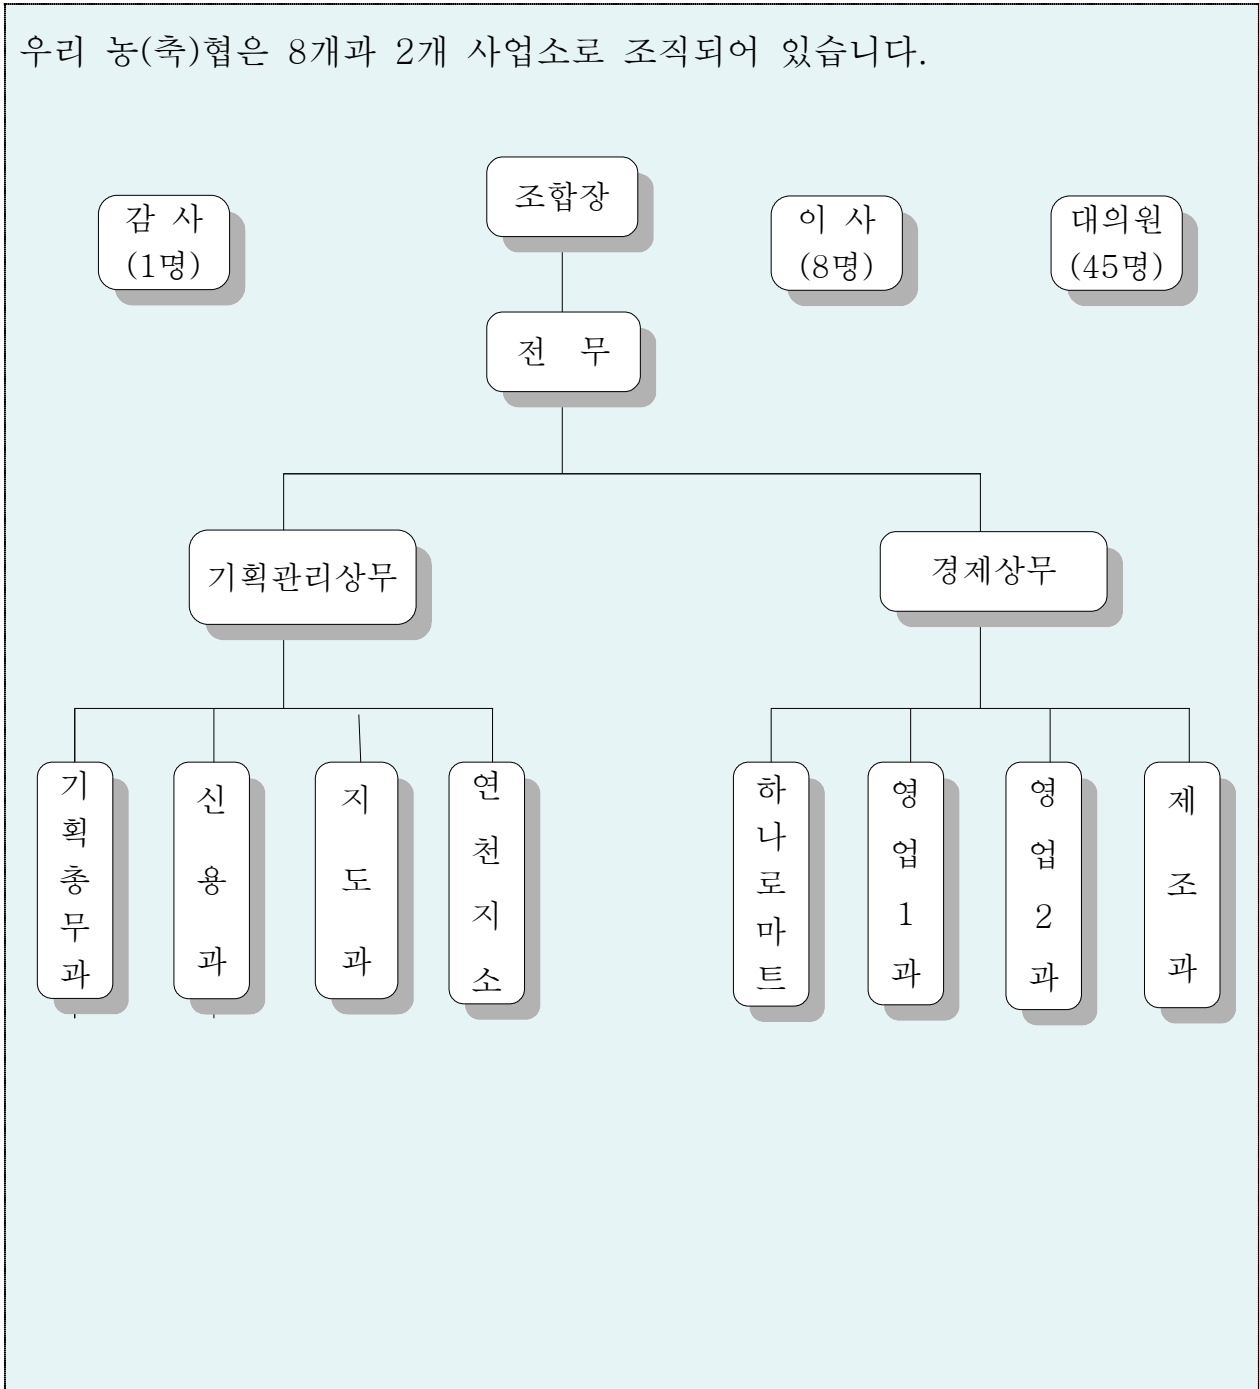 우리 농(축)협은 8개과 2개 사업소로 조직되어 있습니다.
조합장
감 사
(1명)
이 사
(8명)
대의원
(45명)
전 무
기획관리상무
경제상무
기획총무과
신용과
지도과
연천지소
하나로마트
영업1과
영업2과
제조과